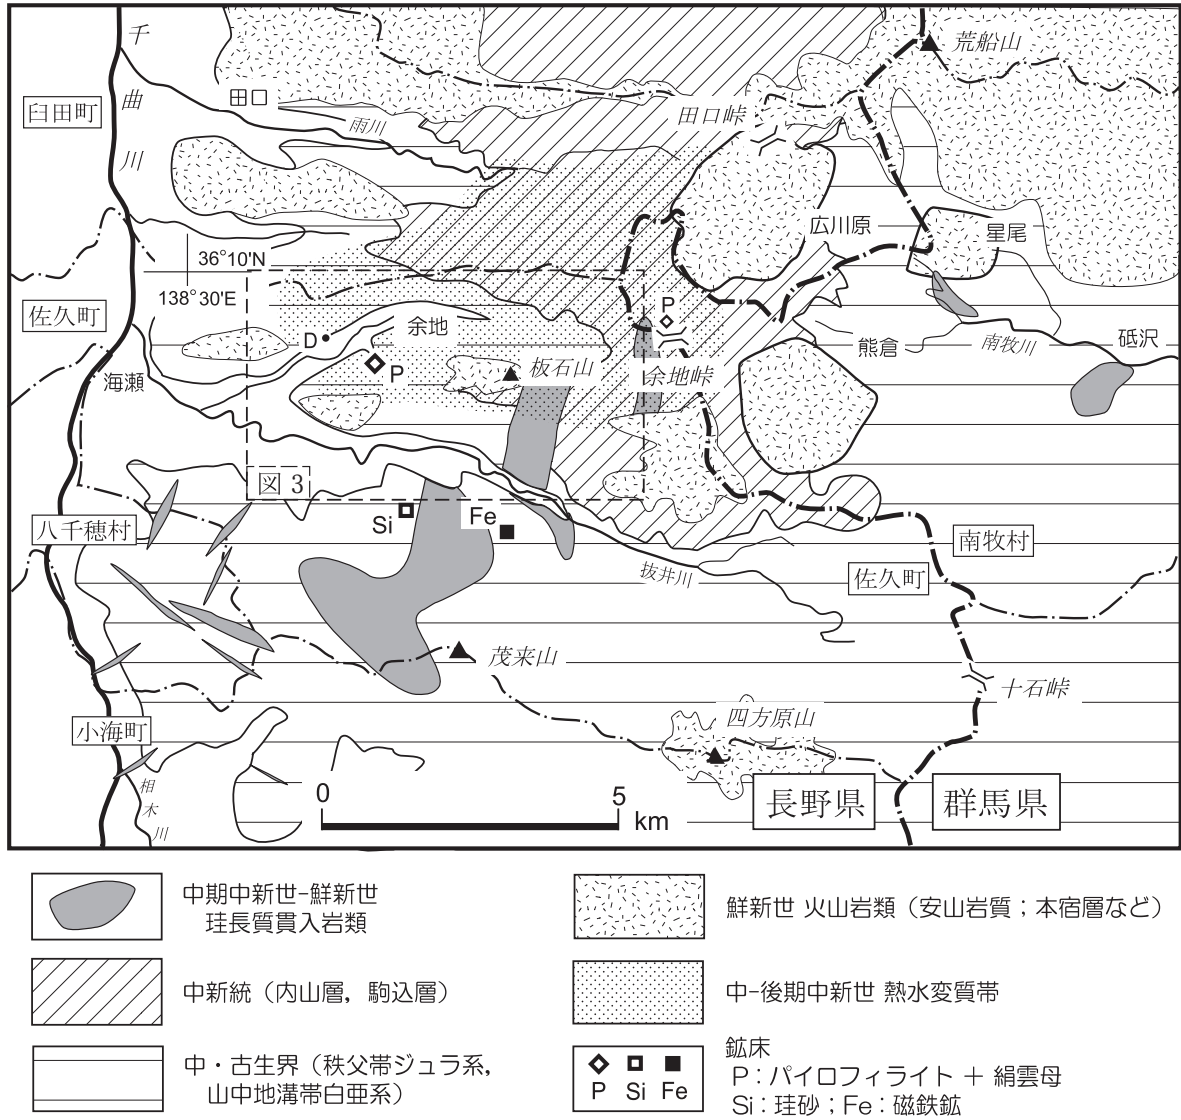 千
曲
川
荒船山
臼田町
田口
雨川
田口峠
広川原
星尾
36°10'N
138°30'E
佐久町
D
余地
P
熊倉
南牧川
砥沢
海瀬
P
板石山
余地峠
図3
Si
Fe
八千穂村
南牧村
抜井川
佐久町
茂来山
十石峠
小海町
四方原山
相
木
川
0
5
km
長野県
群馬県
中期中新世-鮮新世
珪長質貫入岩類
鮮新世 火山岩類（安山岩質；本宿層など）
中新統（内山層，駒込層）
中-後期中新世 熱水変質帯
中・古生界（秩父帯ジュラ系，
山中地溝帯白亜系）
P Si Fe
鉱床
P：パイロフィライト ＋ 絹雲母
Si：珪砂；Fe：磁鉄鉱